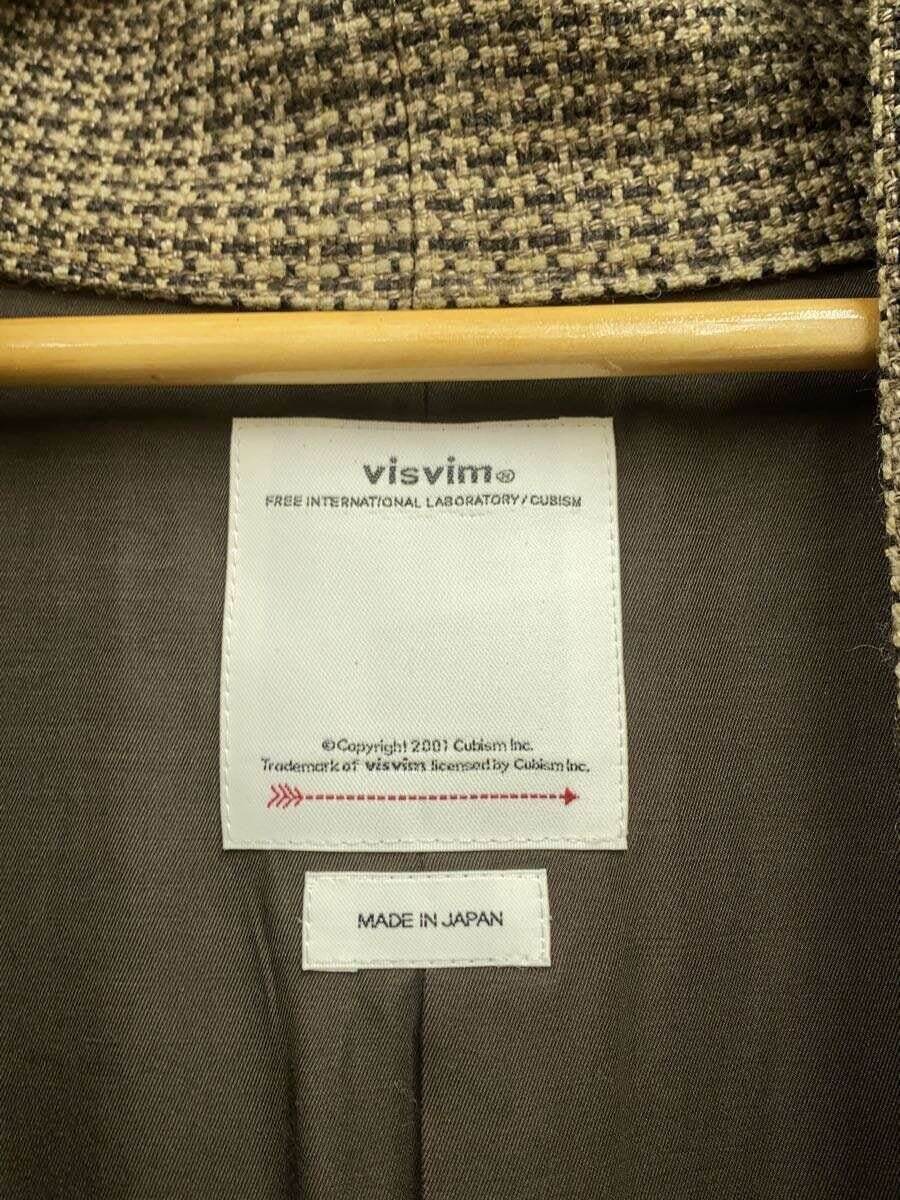 visvim®
FREE INTERNATIONAL LABORATORY/CUBISM
©Copyright 2001 Cubism Inc.
Trademark of visvim licensed by Cubism Inc.
MADE IN JAPAN